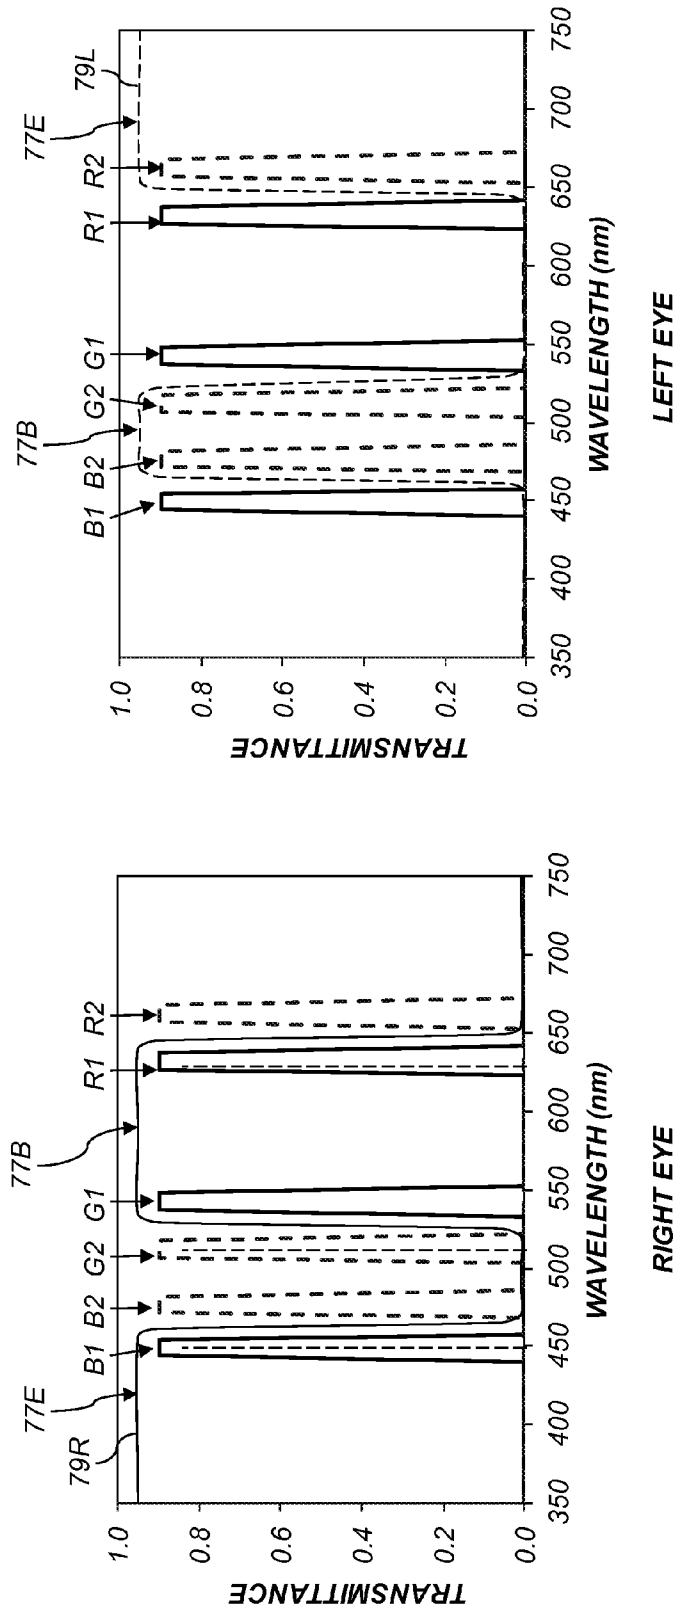 77E
79R
77B
B1
B2
G2
G1
R1
R2
1.0
0.8
0.6
0.4
0.2
0.0
TRANSMITTANCE
350
400
450
500
550
600
650
700
750
WAVELENGTH (nm)
RIGHT EYE
77B
77E
79L
B1
B2
G2
G1
R1
R2
1.0
0.8
0.6
0.4
0.2
0.0
TRANSMITTANCE
350
400
450
500
550
600
650
700
750
WAVELENGTH (nm)
LEFT EYE